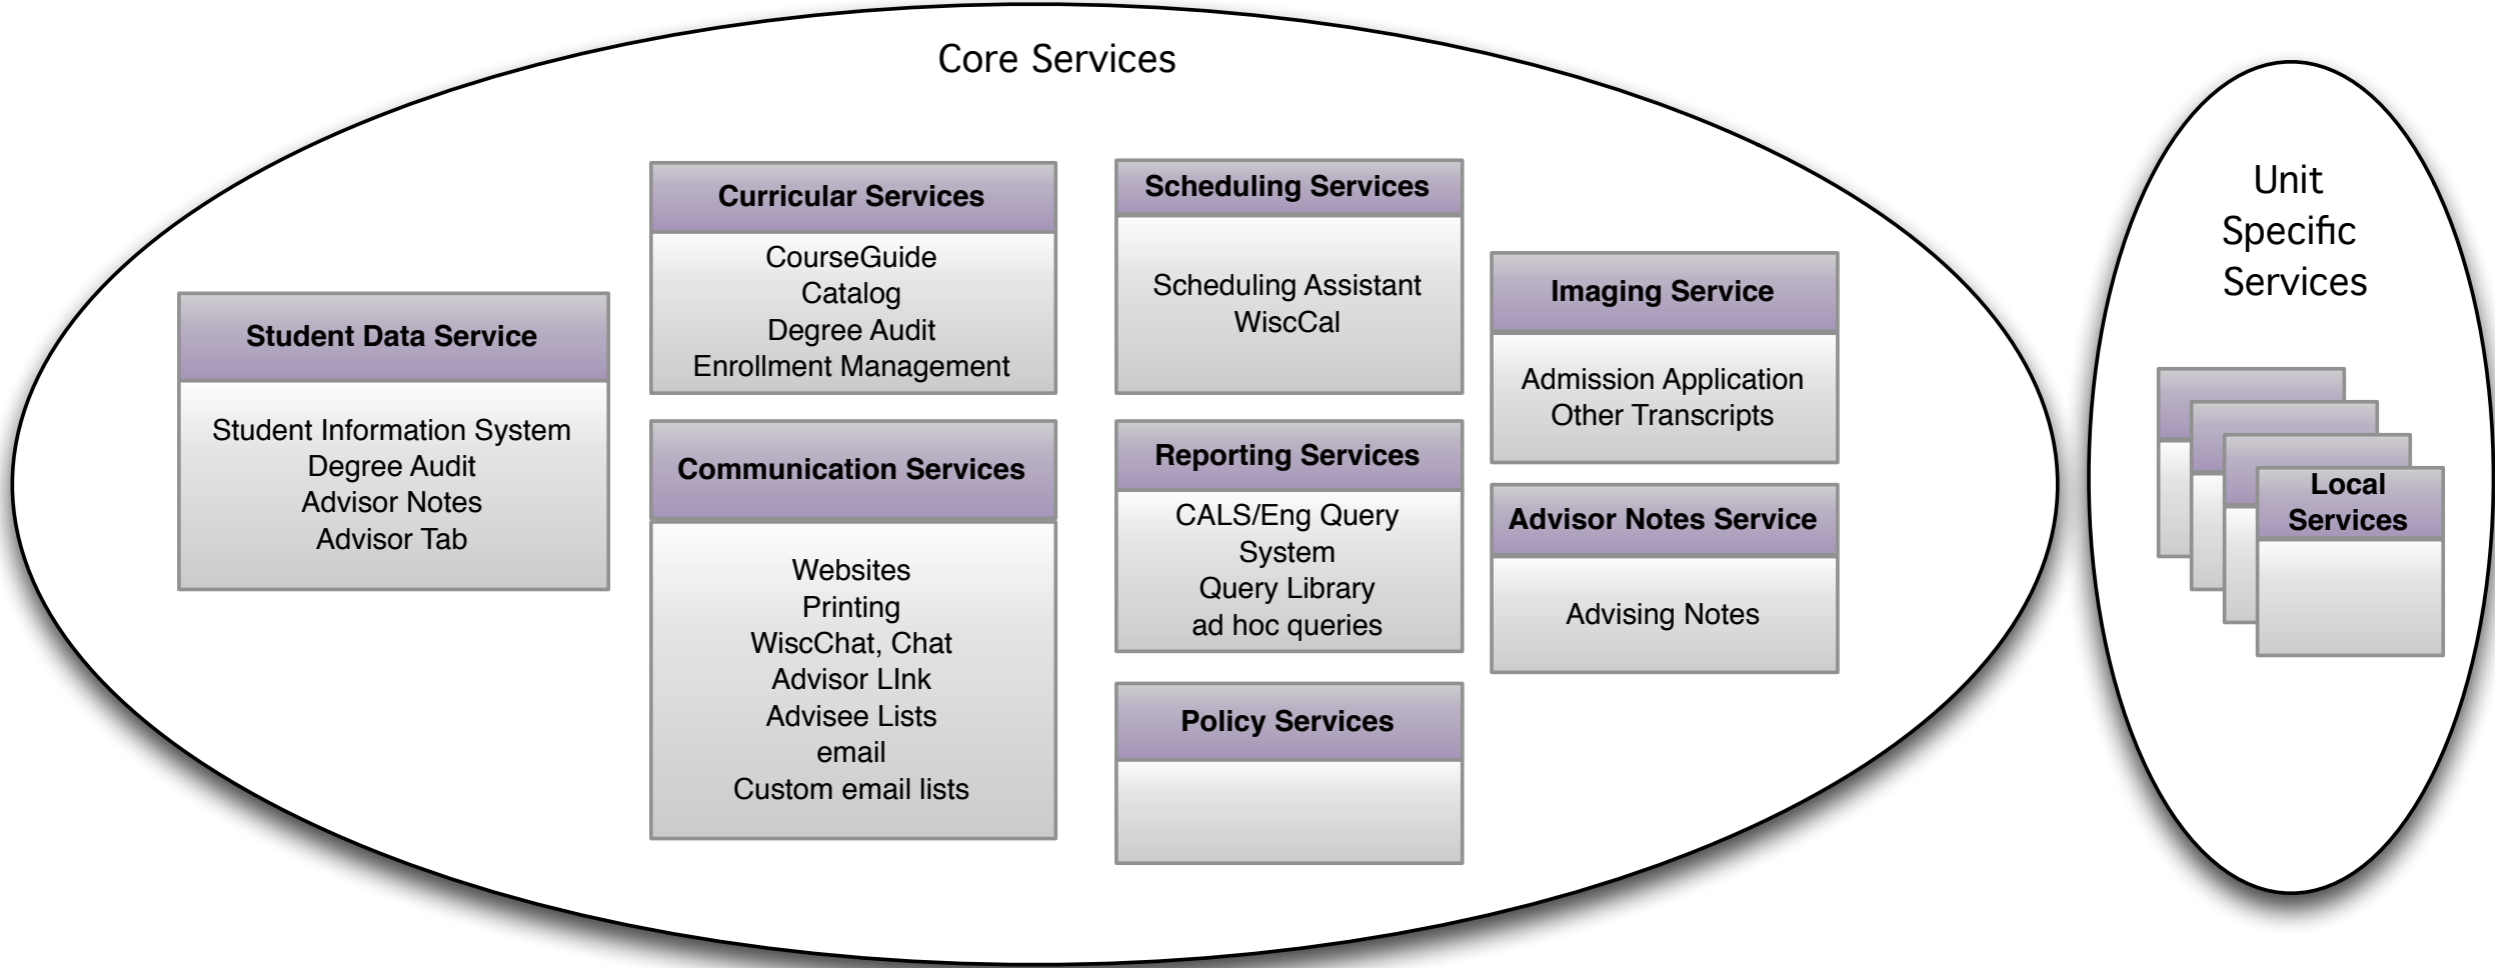 Core Services
Student Data Service
Student Information System
Degree Audit
Advisor Notes
Advisor Tab
Curricular Services
CourseGuide
Catalog
Degree Audit
Enrollment Management
Communication Services
Websites
Printing
WiscChat, Chat
Advisor LInk
Advisee Lists
email
Custom email lists
Scheduling Services
Scheduling Assistant
WiscCal
Reporting Services
CALS/Eng Query
System
Query Library
ad hoc queries
Policy Services
Imaging Service
Admission Application
Other Transcripts
Advisor Notes Service
Advising Notes
Unit
Specific
Services
Local
Services